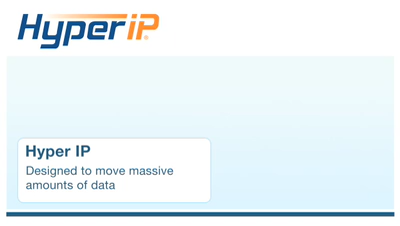 HyperIP®
Hyper IP
Designed to move massive
amounts of data